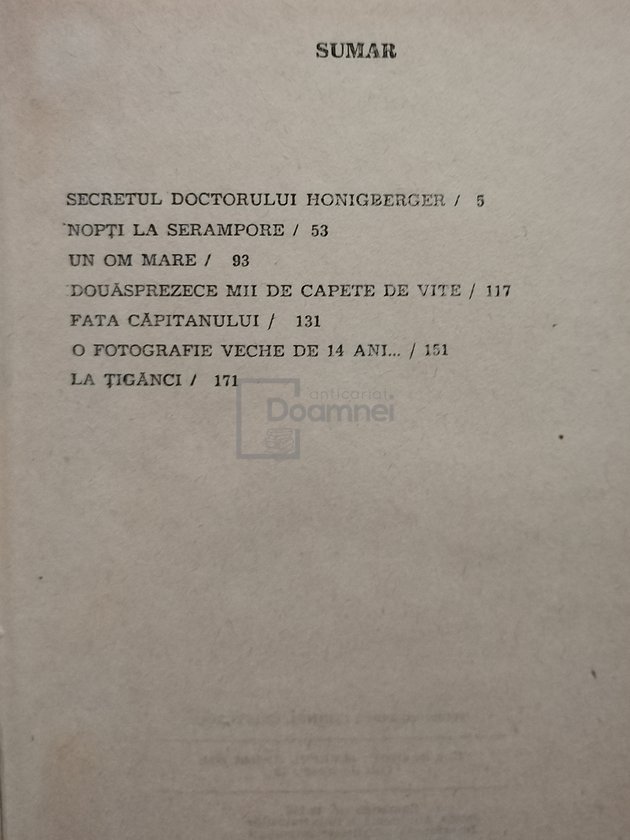 SUMAR
SECRETUL DOCTORULUI HONIGBERGER / 5
NOPȚI LA SERAMPORE / 53
UN OM MARE / 93
DOUĂSPREZECE MII DE CAPETE DE VITE / 117
FATA CĂPITANULUI / 131
O FOTOGRAFIE VECHE DE 14 ANI... / 151
LA ȚIGĂNCI / 171
anticariat
Doamnei